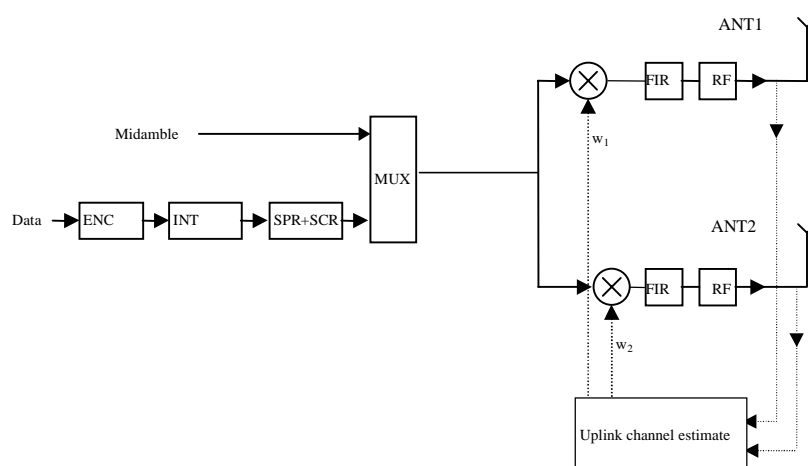 ANT1
FIR
RF
Midamble
w1
MUX
Data
ENC
INT
SPR+SCR
ANT2
FIR
RF
w2
Uplink channel estimate